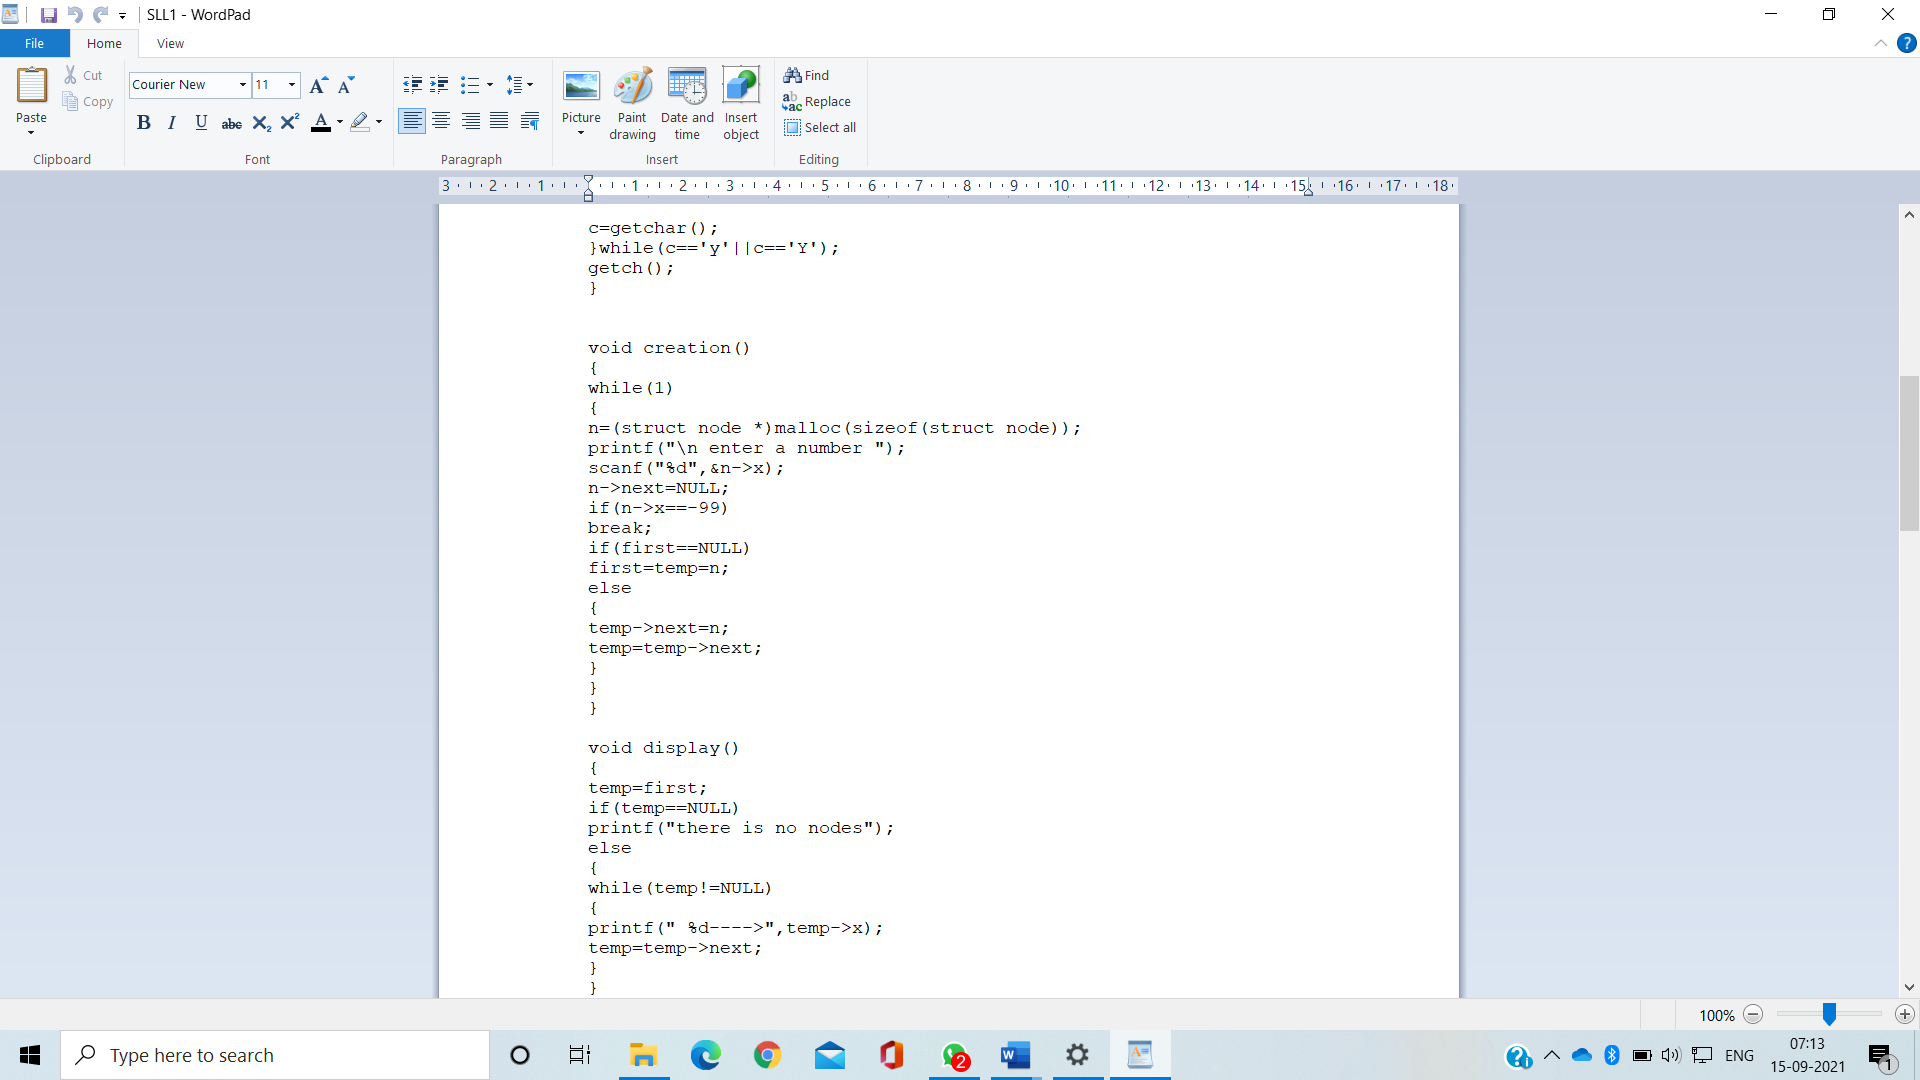 SLL1 - WordPad
File Home View
Paste
Cut
Copy
Clipboard
Courier New 11
B I U abc X₂ X² A
Font
Paragraph
Picture
Paint drawing
Date and time
Insert object
Insert
Find
Replace
Select all
Editing
3 2 1 1 2 3 4 5 6 7 8 9 10 11 12 13 14 15 16 17 18
c=getchar();
}while(c=='y'||c=='Y');
getch();
}
void creation()
{
while(1)
{
n=(struct node *)malloc(sizeof(struct node));
printf("\n enter a number ");
scanf("%d",&n->x);
n->next=NULL;
if(n->x==-99)
break;
if(first==NULL)
first=temp=n;
else
{
temp->next=n;
temp=temp->next;
}
}
}
void display()
{
temp=first;
if(temp==NULL)
printf("there is no nodes");
else
{
while(temp!=NULL)
{
printf(" %d---->",temp->x);
temp=temp->next;
}
}
100%
Type here to search
2
ENG
07:13
15-09-2021
1